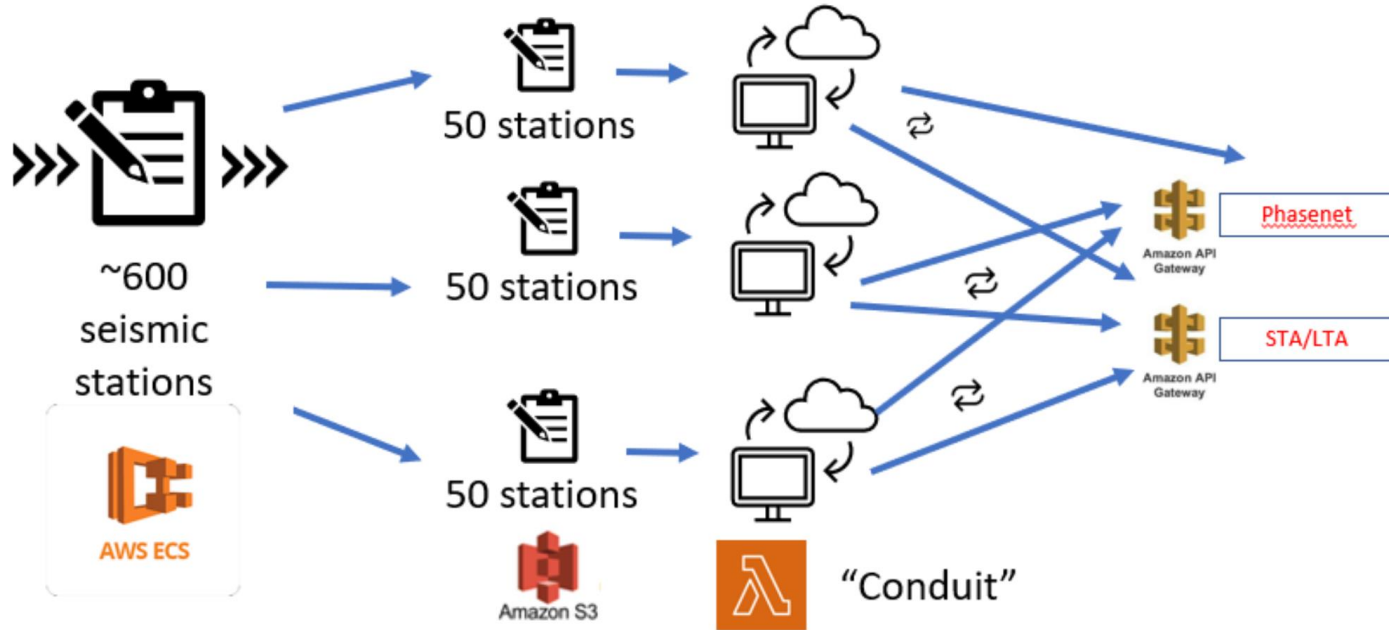 ~600
seismic
stations
AWS ECS
50 stations
50 stations
50 stations
Amazon S3
“Conduit”
Amazon API
Gateway
Phasenet
Amazon API
Gateway
STA/LTA